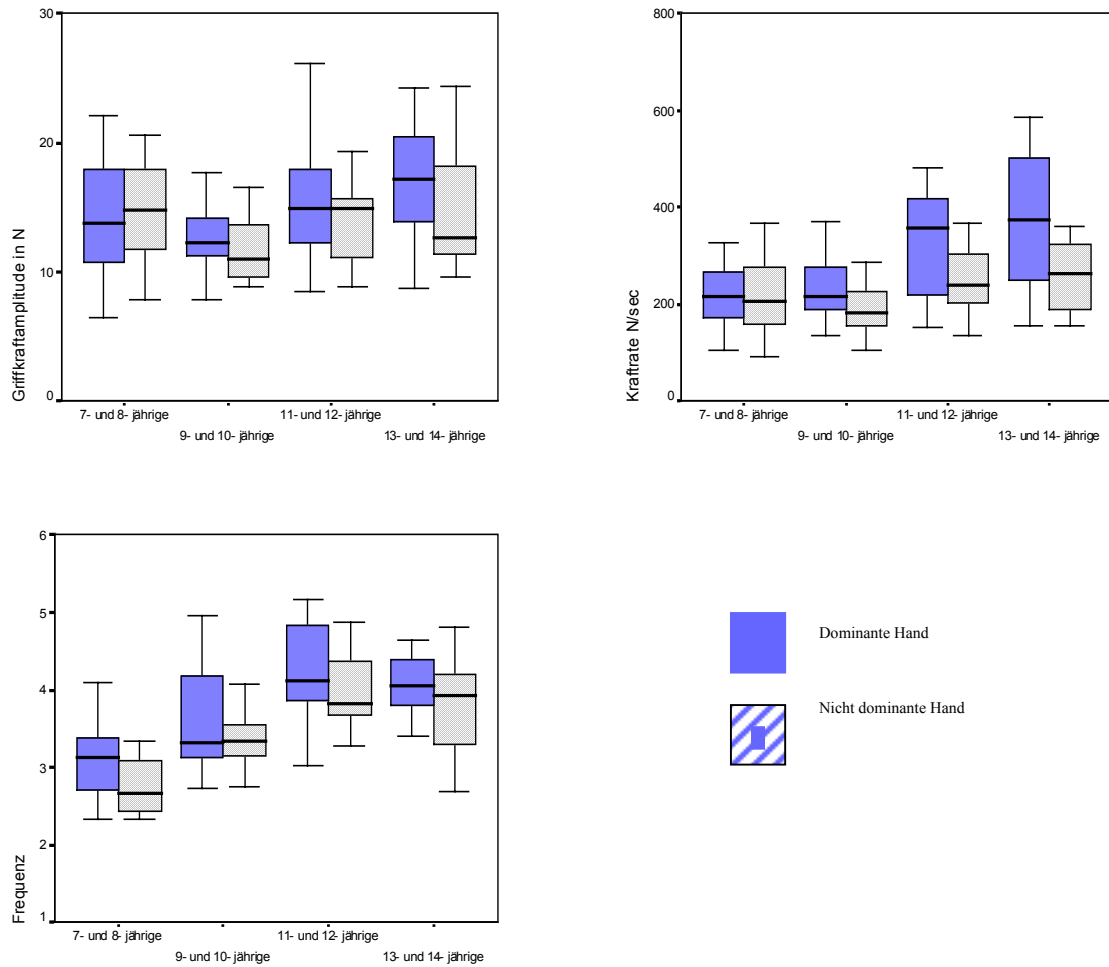 30
20
10
0
Griffkraftamplitude in N
7- und 8- jährige
9- und 10- jährige
11- und 12- jährige
13- und 14- jährige
800
600
400
200
0
Kraftrate N/sec
7- und 8- jährige
9- und 10- jährige
11- und 12- jährige
13- und 14- jährige
6
5
4
3
2
1
Frequenz
7- und 8- jährige
9- und 10- jährige
11- und 12- jährige
13- und 14- jährige
Dominante Hand
Nicht dominante Hand